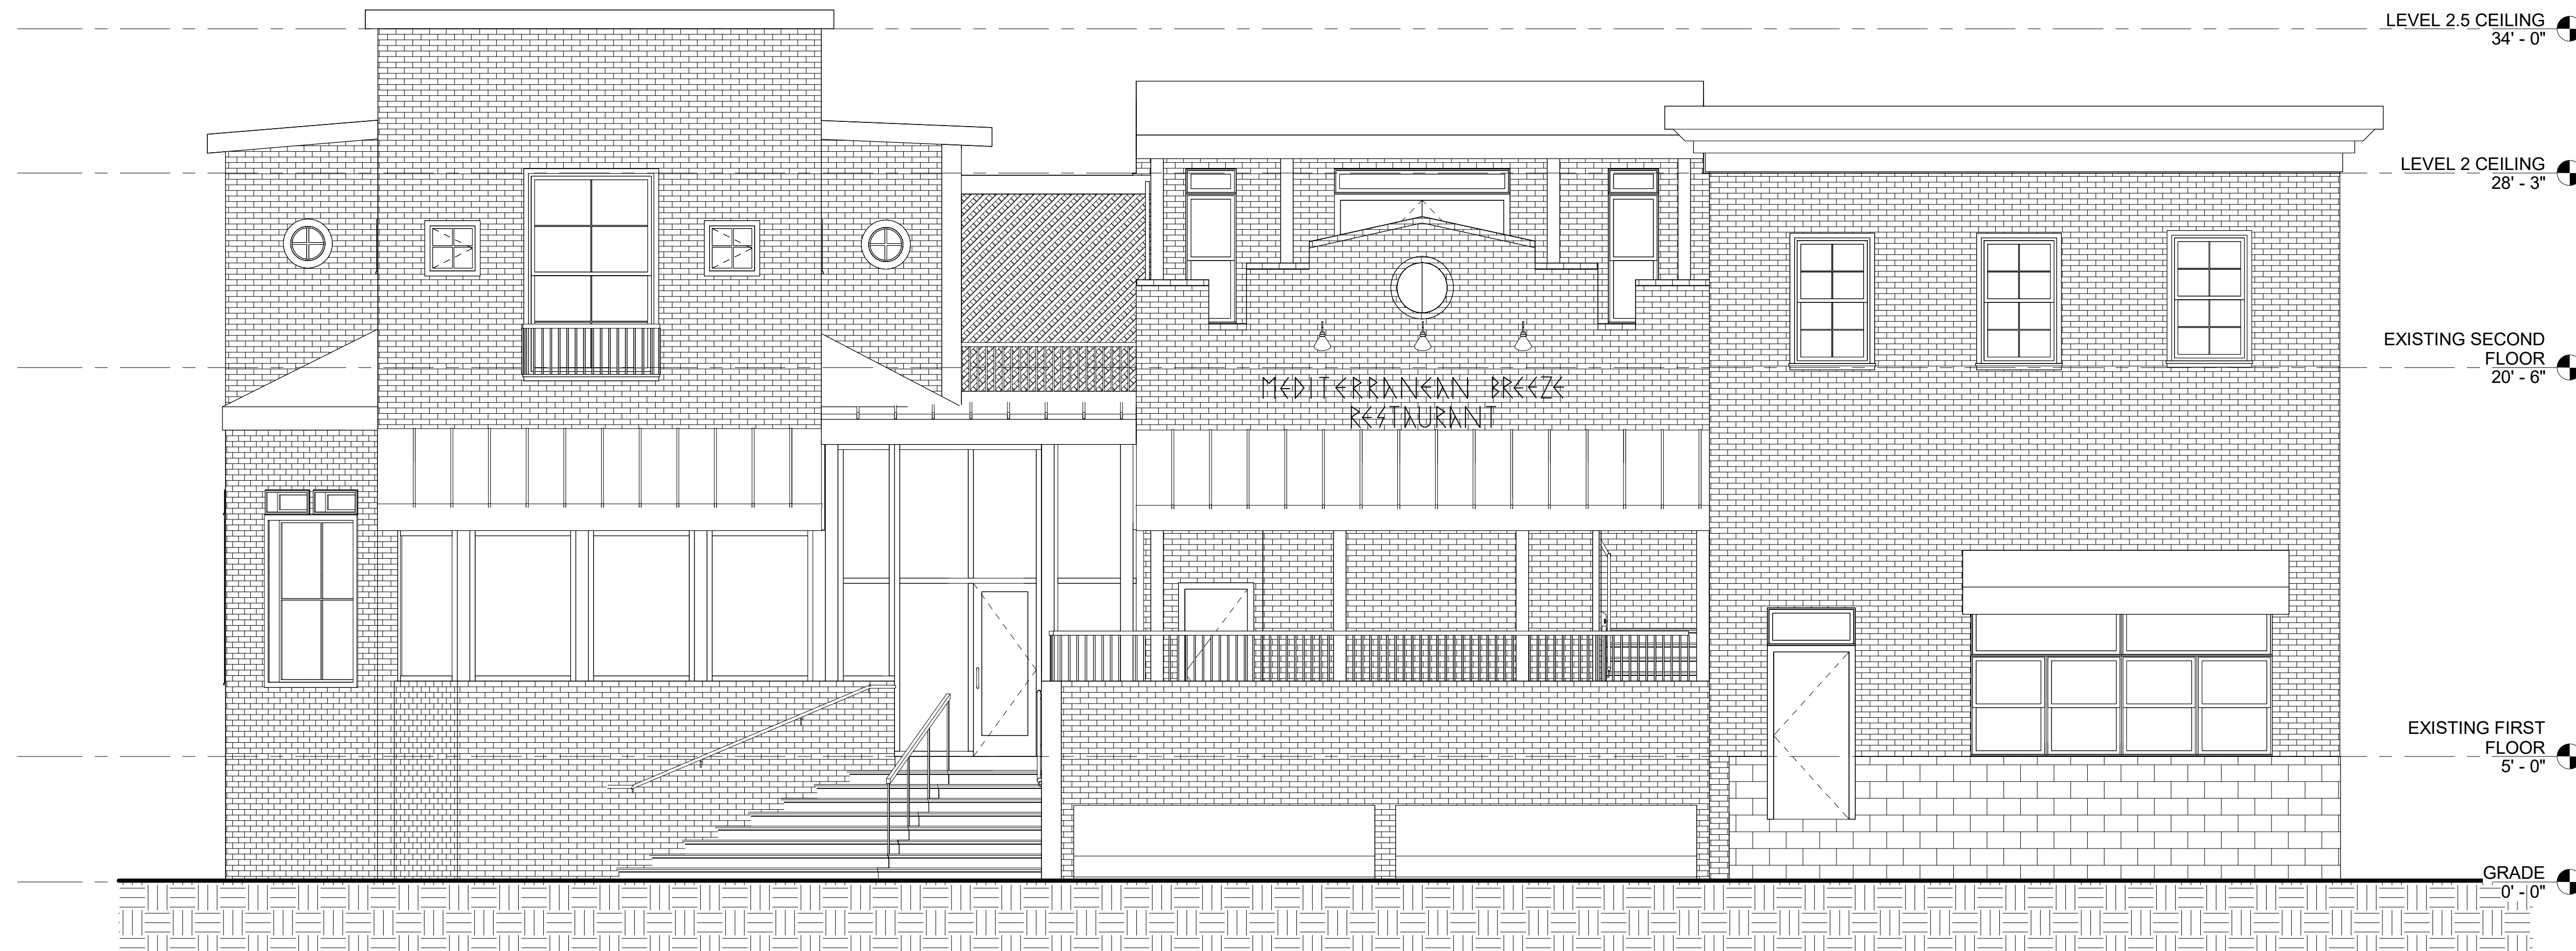 LEVEL 2.5 CEILING
34' - 0"
LEVEL 2 CEILING
28' - 3"
EXISTING SECOND
FLOOR
20' - 6"
MEDITERRANEAN BREEZE
RESTAURANT
EXISTING FIRST
FLOOR
5' - 0"
GRADE
0' - 0"